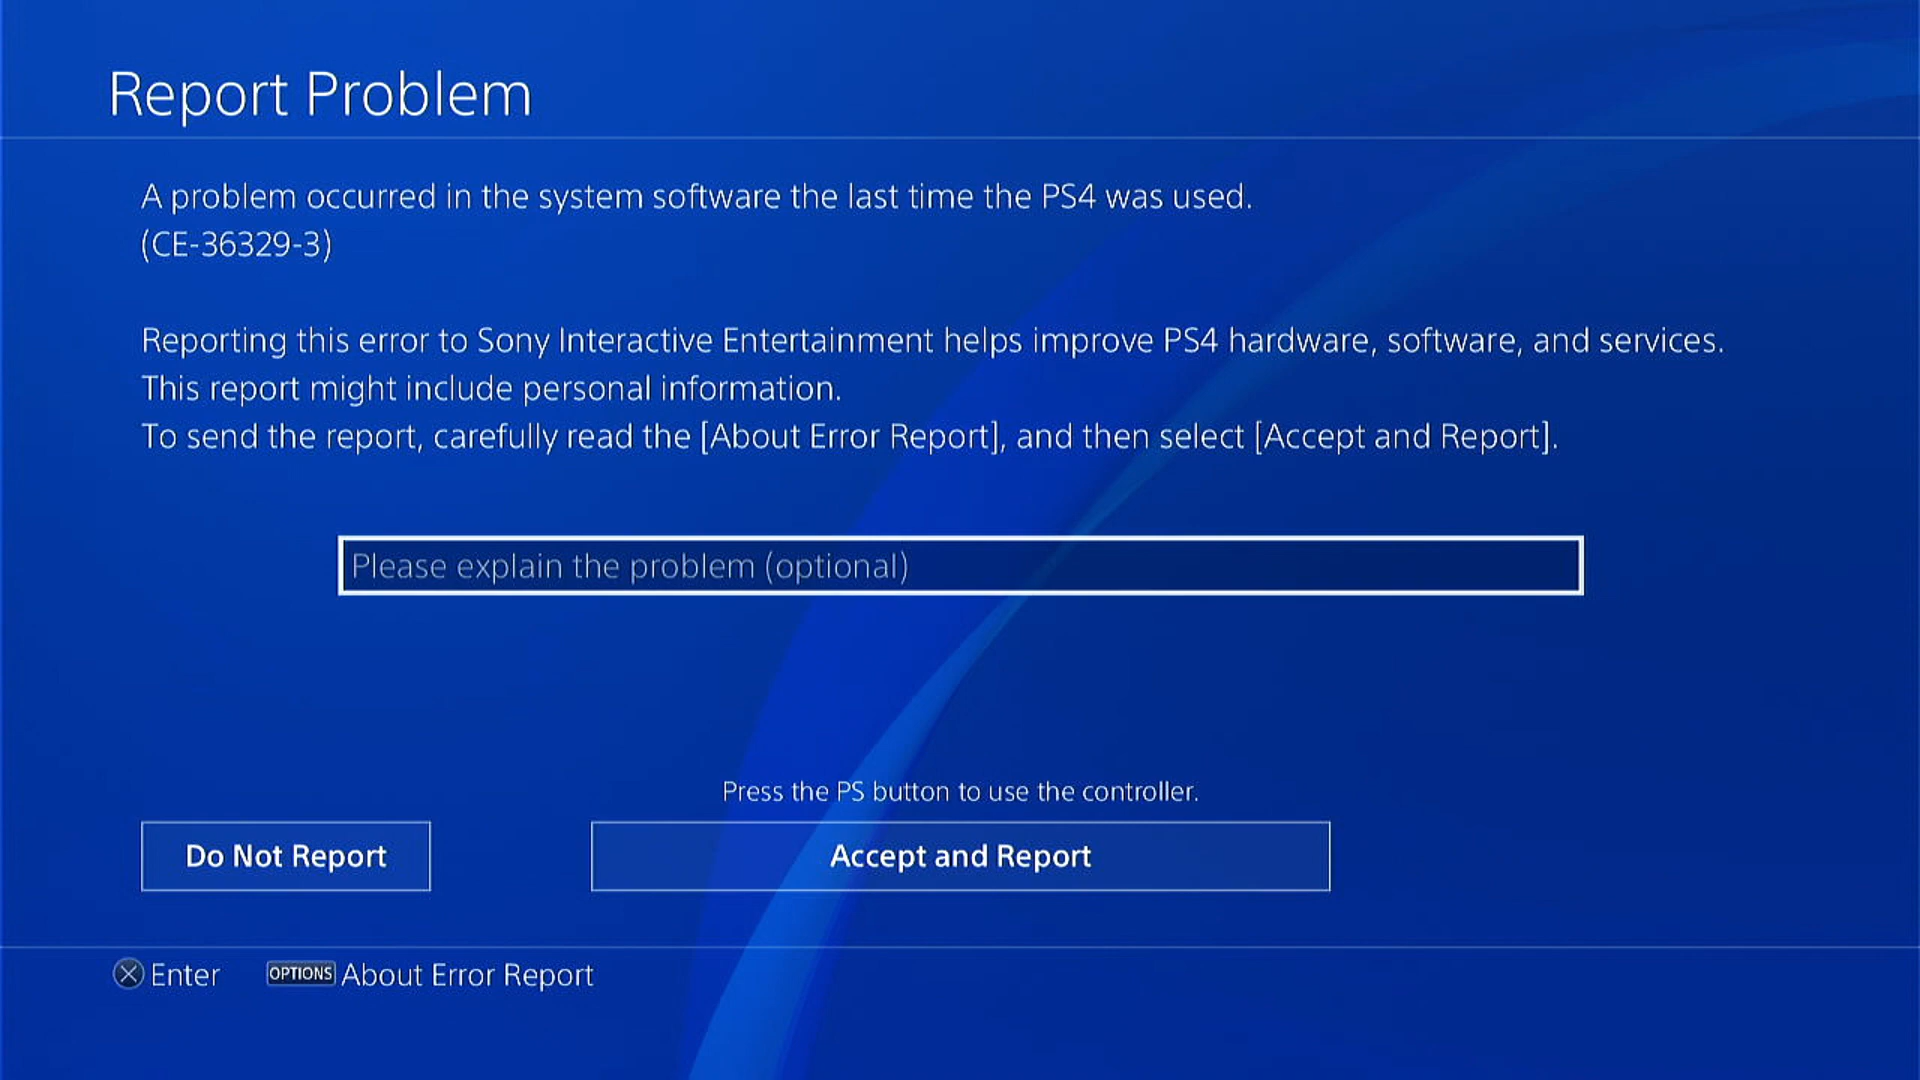 Report Problem
A problem occurred in the system software the last time the PS4 was used.
(CE-36329-3)
Reporting this error to Sony Interactive Entertainment helps improve PS4 hardware, software, and services.
This report might include personal information.
To send the report, carefully read the [About Error Report], and then select [Accept and Report].
Please explain the problem (optional)
Press the PS button to use the controller.
Do Not Report
Accept and Report
Enter
OPTIONS About Error Report